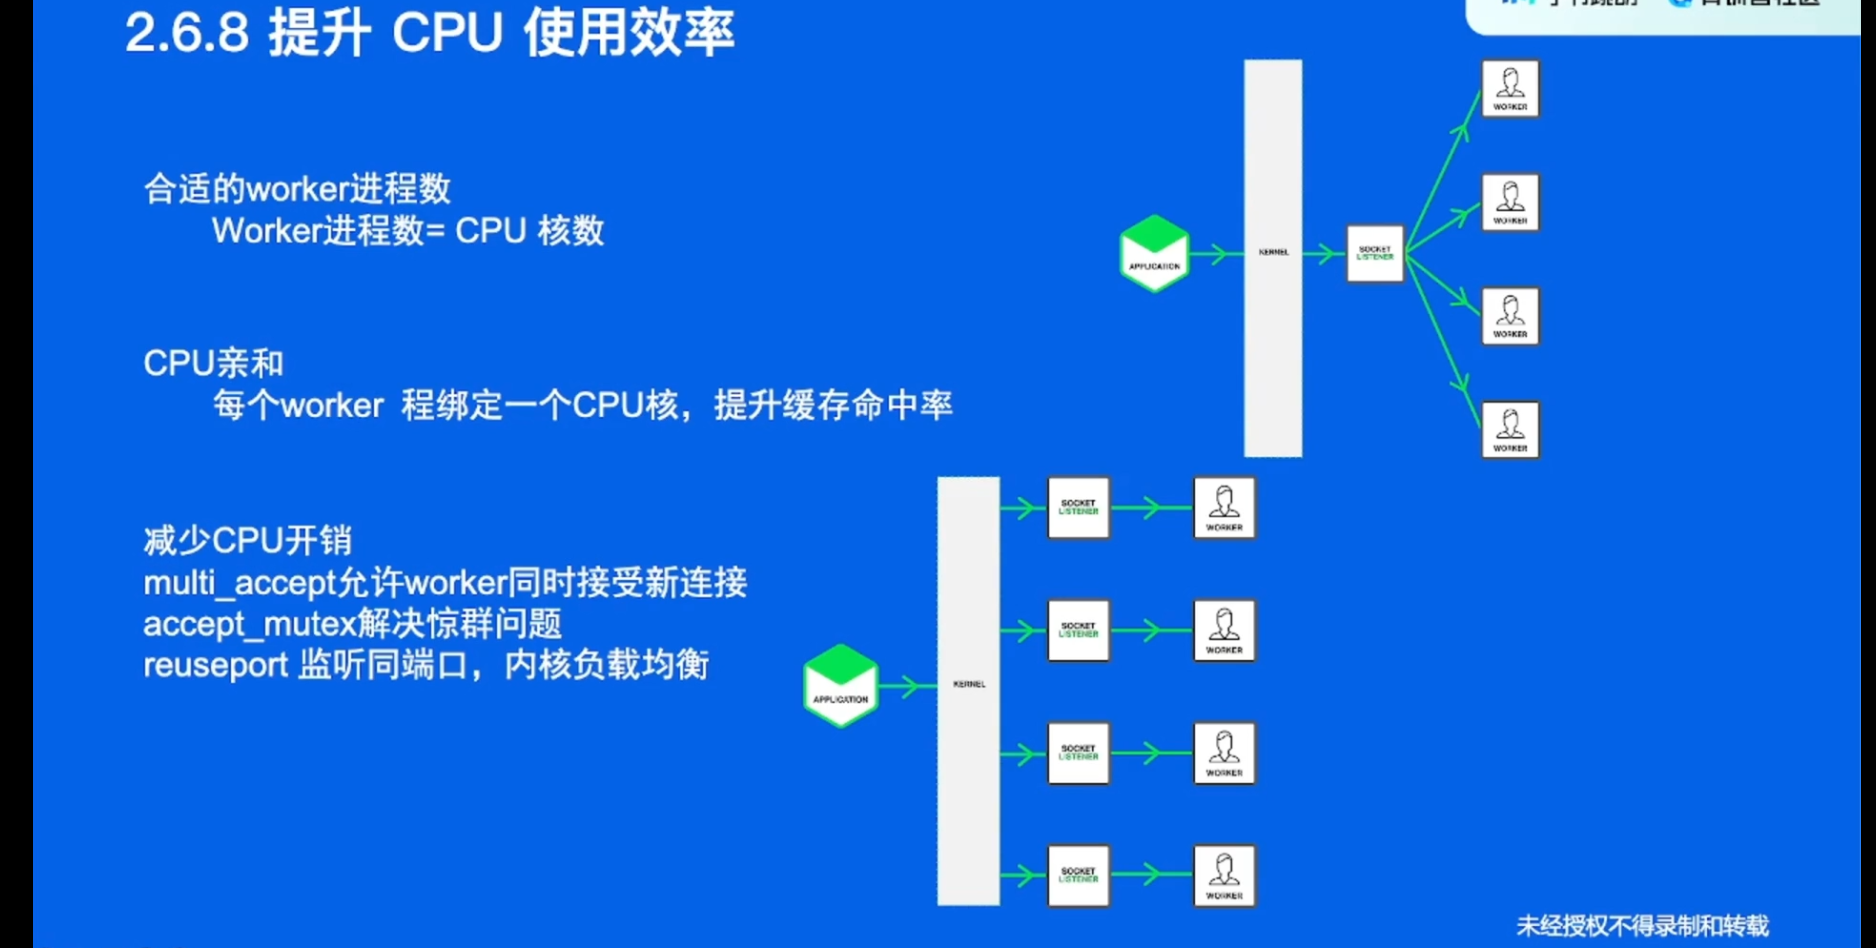 2.6.8 提升 CPU 使用效率
合适的worker进程数
Worker进程数= CPU 核数
CPU亲和
每个worker 程绑定一个CPU核，提升缓存命中率
减少CPU开销
multi_accept允许worker同时接受新连接
accept_mutex解决惊群问题
reuseport 监听同端口，内核负载均衡
APPLICATION
KERNEL
SOCKET
LISTENER
WORKER
WORKER
WORKER
WORKER
APPLICATION
KERNEL
SOCKET
LISTENER
WORKER
SOCKET
LISTENER
WORKER
SOCKET
LISTENER
WORKER
SOCKET
LISTENER
WORKER
未经授权不得录制和转载